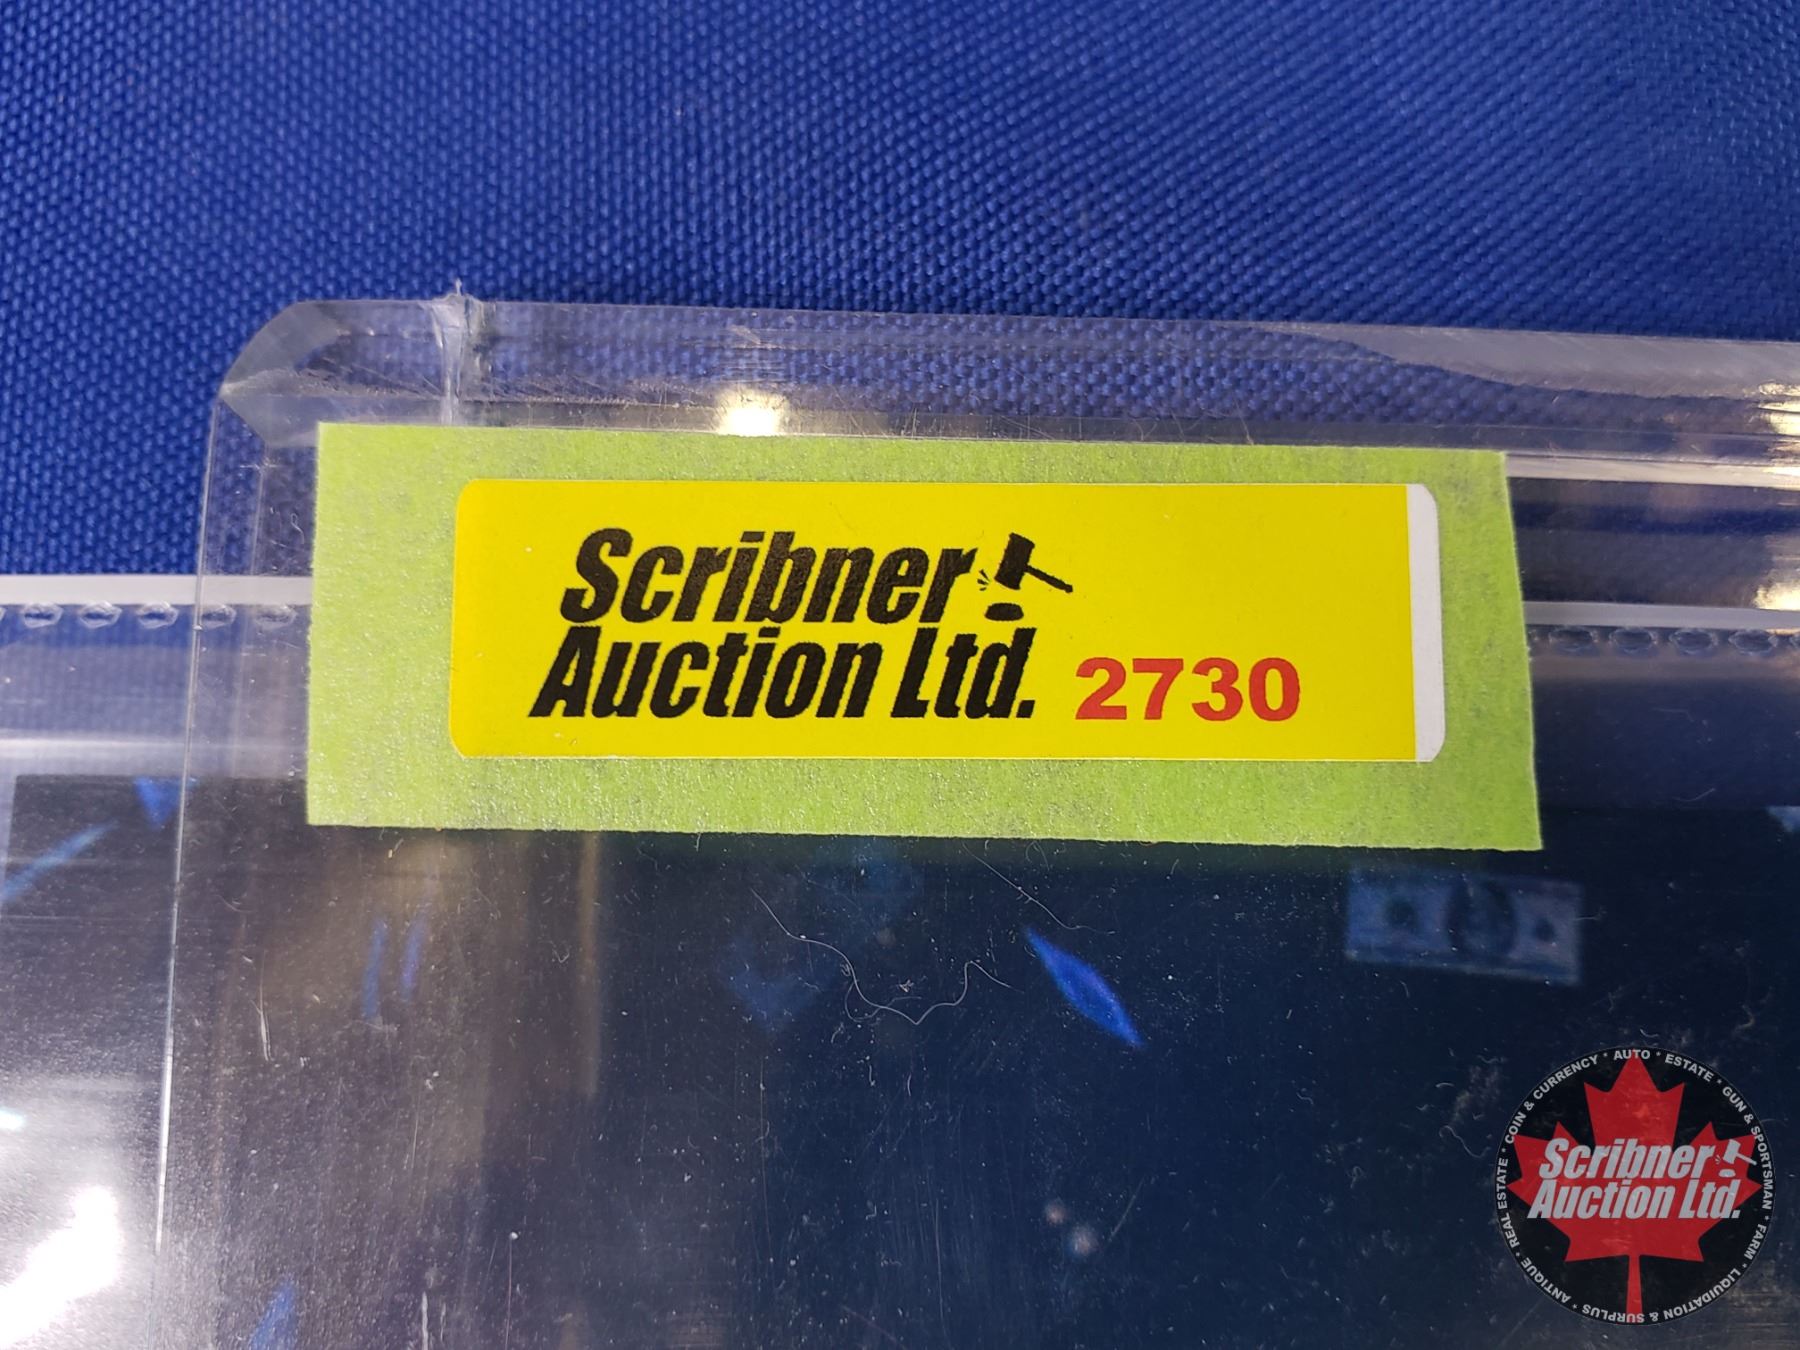 Scribner
Auction Ltd. 2730
COIN & CURRENCY * AUTO * ESTATE * GUN & SPORTSMAN * FARM * LIQUIDATION & SURPLUS * ANTIQUE * REAL ESTATE *
Scribner
Auction Ltd.